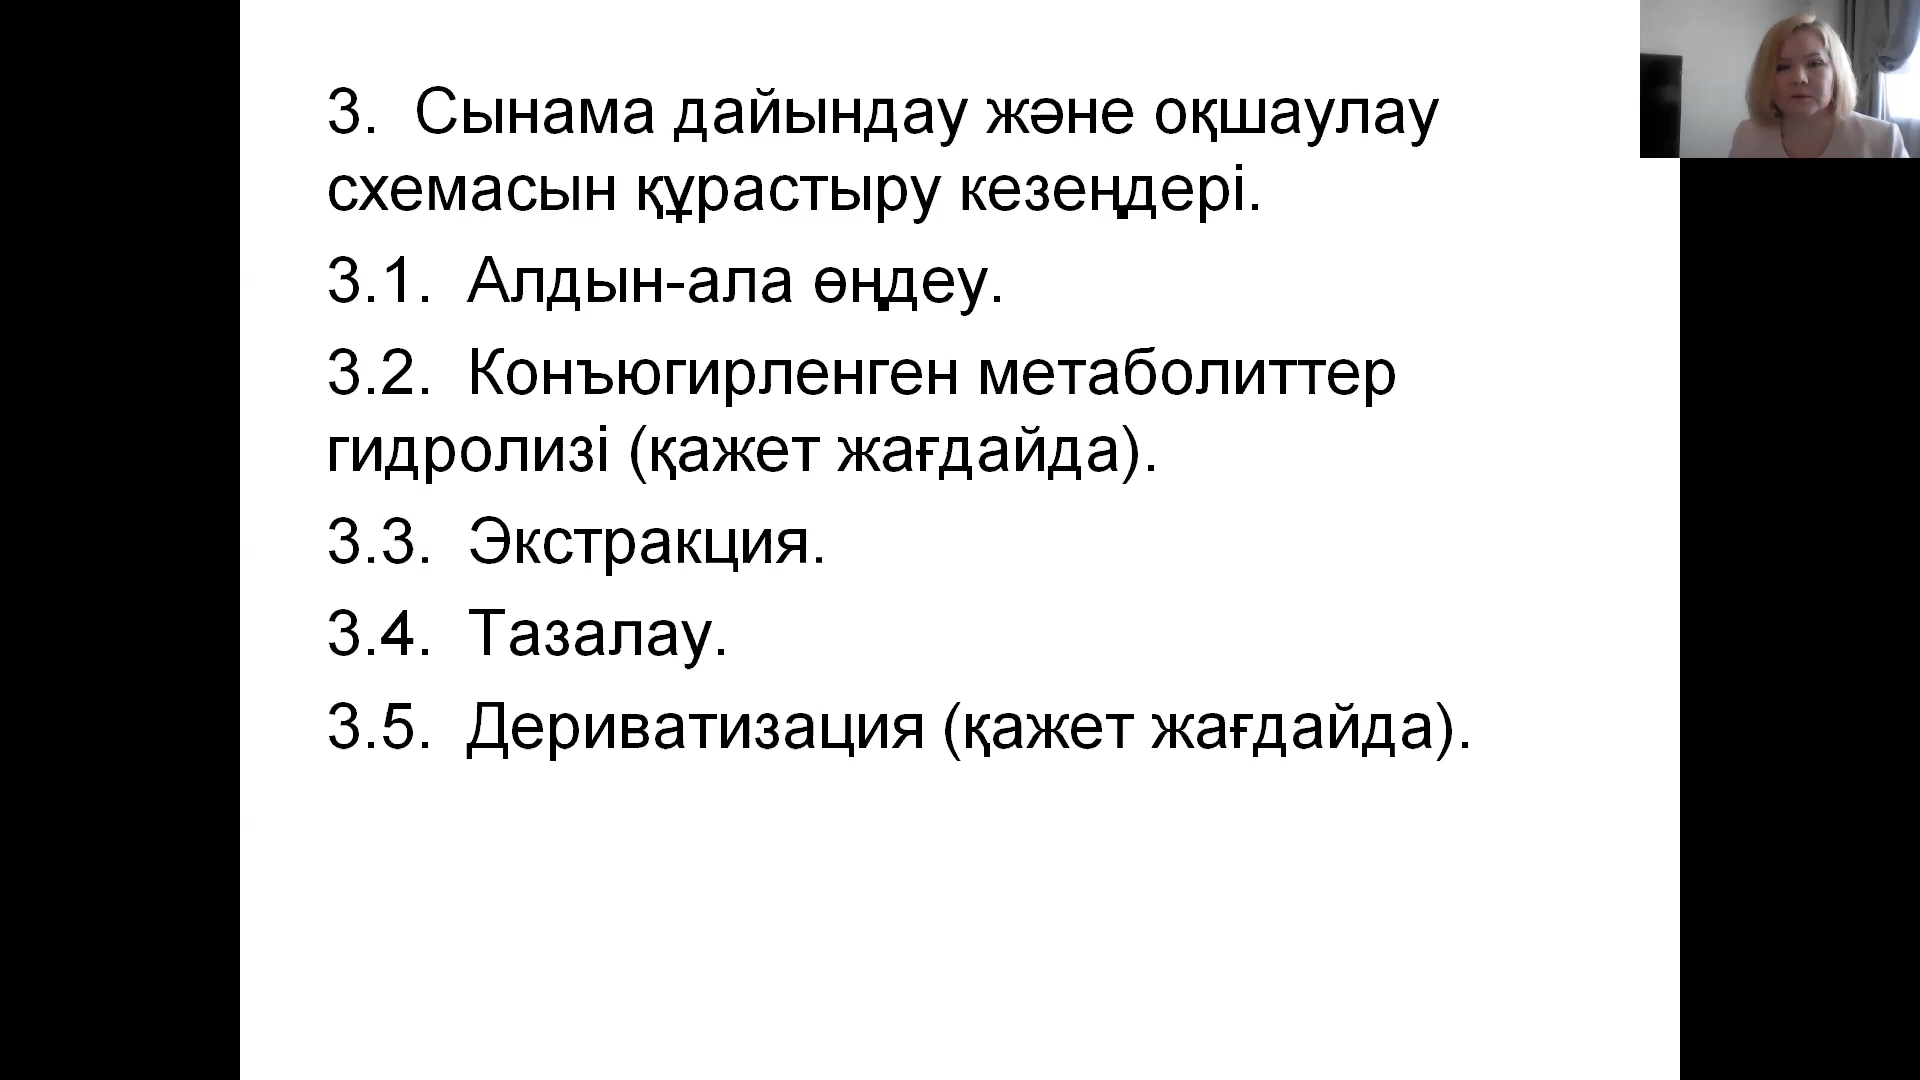 3. Сынама дайындау және оқшаулау
схемасын құрастыру кезеңдері.
3.1. Алдын-ала өңдеу.
3.2. Конъюгирленген метаболиттер
гидролизі (қажет жағдайда).
3.3. Экстракция.
3.4. Тазалау.
3.5. Дериватизация (қажет жағдайда).